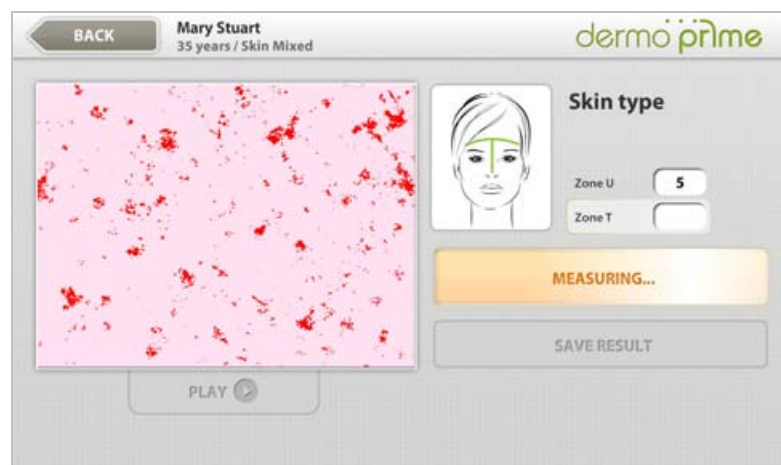 BACK
Mary Stuart
35 years / Skin Mixed
dermo prime
Skin type
Zone U 5
Zone T
MEASURING...
SAVE RESULT
PLAY